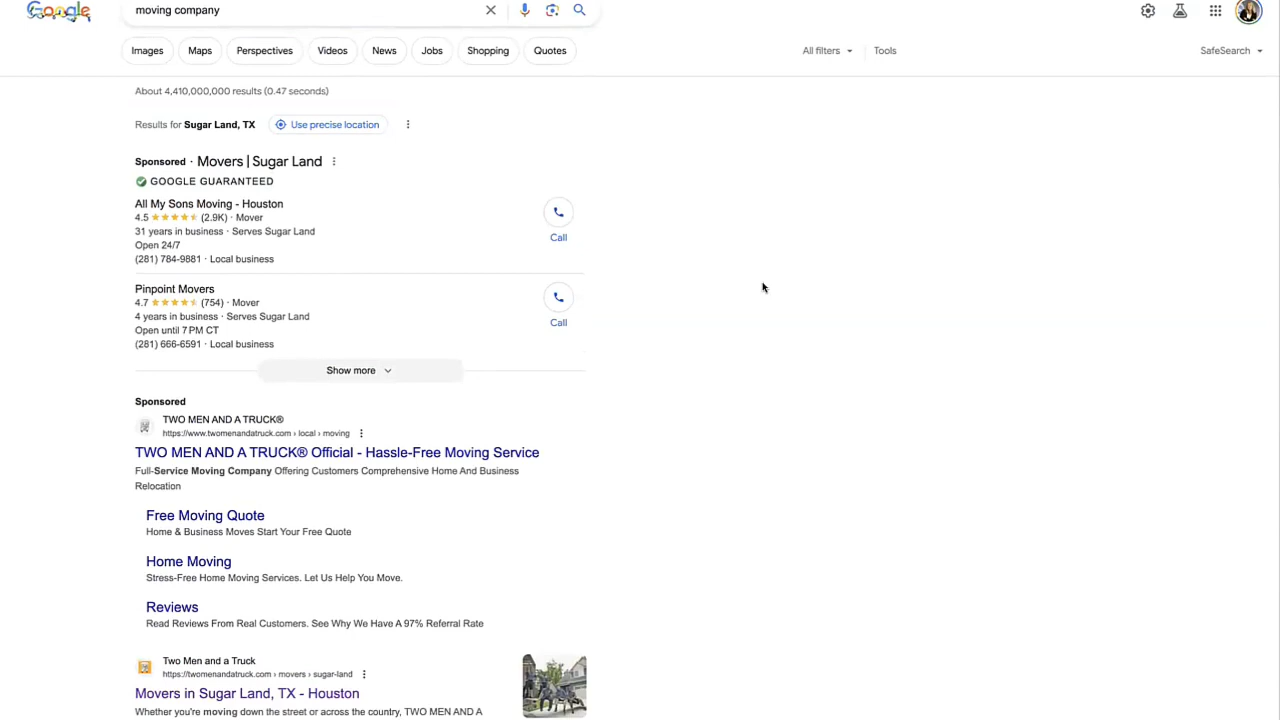 Google
moving company
Images
Maps
Perspectives
Videos
News
Jobs
Shopping
Quotes
All filters
Tools
SafeSearch
About 4,410,000,000 results (0.47 seconds)
Results for Sugar Land, TX
Use precise location
Sponsored · Movers | Sugar Land
GOOGLE GUARANTEED
All My Sons Moving - Houston
4.5 (2.9K) · Mover
31 years in business · Serves Sugar Land
Open 24/7
(281) 784-9881 · Local business
Call
Pinpoint Movers
4.7 (754) · Mover
4 years in business · Serves Sugar Land
Open until 7 PM CT
(281) 666-6591 · Local business
Call
Show more
Sponsored
TWO MEN AND A TRUCK®
https://www.twomenandatruck.com › local › moving
TWO MEN AND A TRUCK® Official - Hassle-Free Moving Service
Full-Service Moving Company Offering Customers Comprehensive Home And Business
Relocation
Free Moving Quote
Home & Business Moves Start Your Free Quote
Home Moving
Stress-Free Home Moving Services. Let Us Help You Move.
Reviews
Read Reviews From Real Customers. See Why We Have A 97% Referral Rate
Two Men and a Truck
https://twomenandatruck.com › movers › sugar-land
Movers in Sugar Land, TX - Houston
Whether you're moving down the street or across the country, TWO MEN AND A